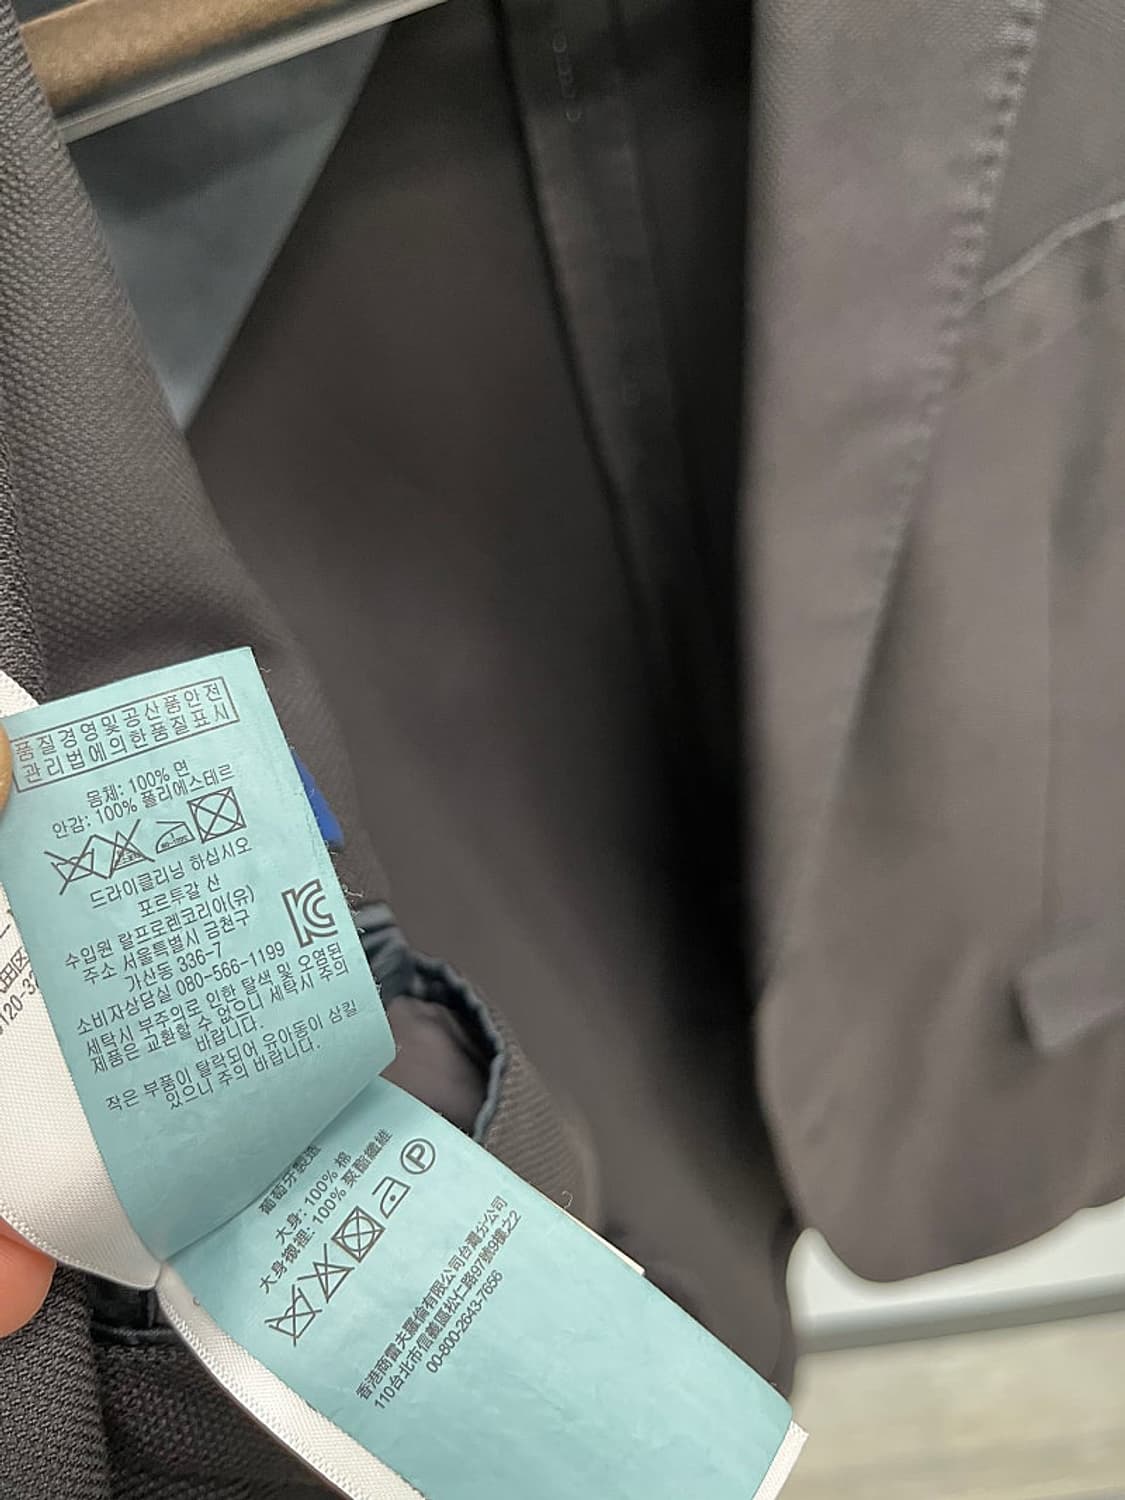 품질경영및공산품안전
관리법에의한품질표시
몸체: 100% 면
안감: 100% 폴리에스테르
드라이클리닝 하십시오
포르투갈 산
수입원 랄프로렌코리아(유)
주소 서울특별시 금천구
가산동 336-7
소비자상담실 080-566-1199
세탁시 부주의로 인한 탈색 및 오염된
제품은 교환할 수 없으니 세탁시 주의
바랍니다.
작은 부품이 탈락되어 유아동이 삼킬
있으니 주의 바랍니다.
葡萄牙製造
大身: 100% 棉
大身襯裡: 100% 聚酯纖維
P
香港商雷夫羅倫有限公司台灣分公司
110台北市信義區松仁路97號9樓之2
00-800-2643-7656